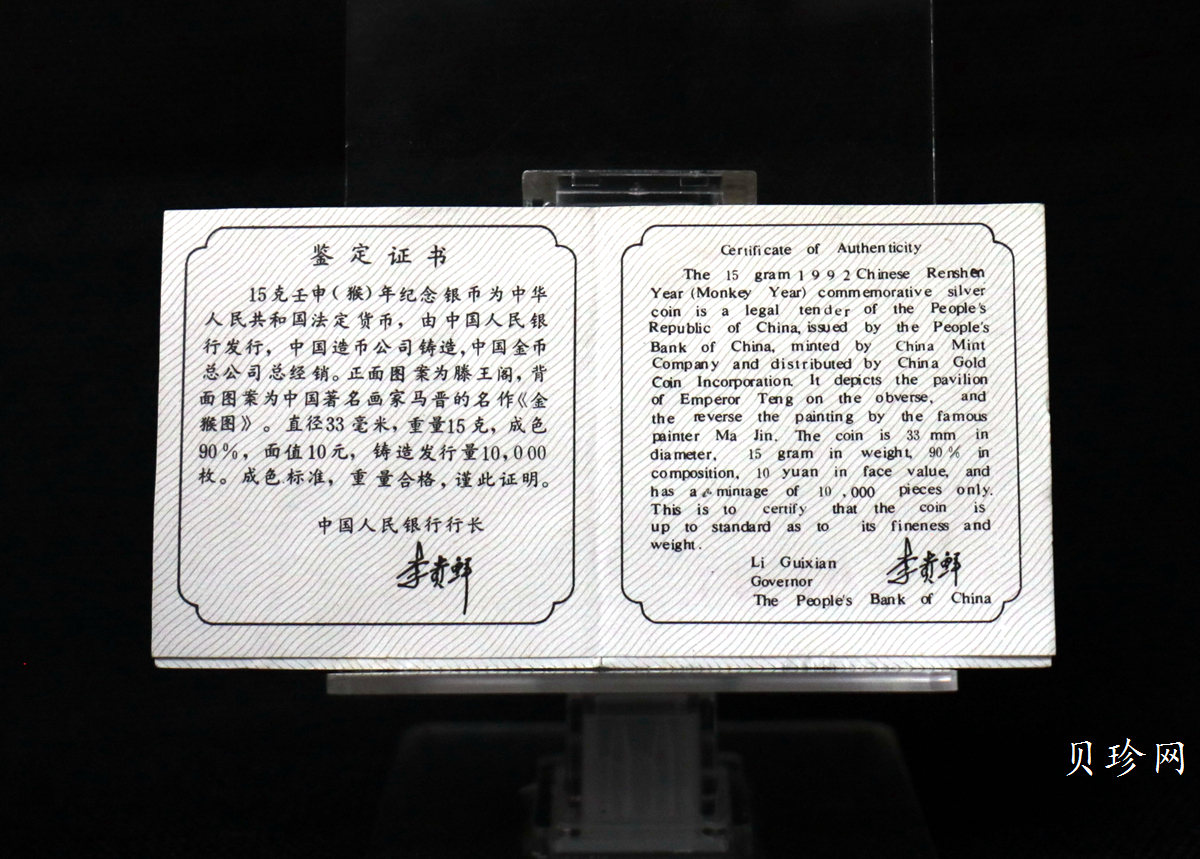 鉴定证书
15克壬申(猴)年纪念银币为中华
人民共和国法定货币，由中国人民银
行发行，中国造币公司铸造,中国金币
总公司总经销。正面图案为滕王阁，背
面图案为中国著名画家马晋的名作《金
猴图》。直径33毫米,重量15克，成色
90%，面值10元，铸造发行量10,000
枚。成色标准，重量合格，谨此证明。
中国人民银行行长
李贵鲜
Certificate of Authenticity
The 15 gram 1992 Chinese Renshen
Year (Monkey Year) commemorative silver
coin is a legal tender of the People's
Republic of China, issued by the People's
Bank of China, minted by China Mint
Company and distributed by China Gold
Coin Incorporation. It depicts the pavilion
of Emperor Teng on the obverse, and
the reverse the painting by the famous
painter Ma Jin. The coin is 33 mm in
diameter, 15 gram in weight, 90% in
composition, 10 yuan in face value, and
has a mintage of 10,000 pieces only.
This is to certify that the coin is
up to standard as to its fineness and
weight.
Li Guixian
李贵鲜
Governor
The People's Bank of China
贝珍网